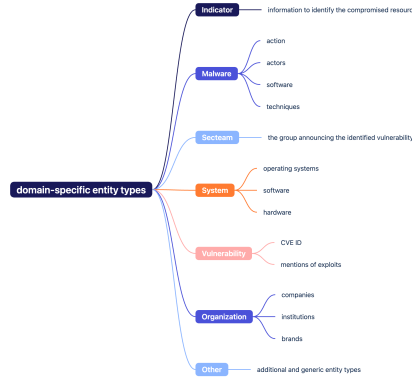 Indicator
information to identify the compromised
Malware
action
actors
software
techniques
Secteam
the group announcing the identified vulnerability
domain-specific entity types
System
operating systems
software
hardware
Vulnerability
CVE ID
mentions of exploits
Organization
companies
institutions
brands
Other
additional and generic entity types